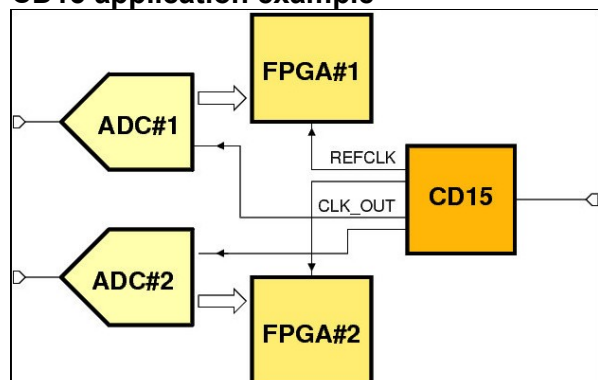 CD15 application example
FPGA#1
ADC#1
REFCLK
CD15
CLK_OUT
ADC#2
FPGA#2